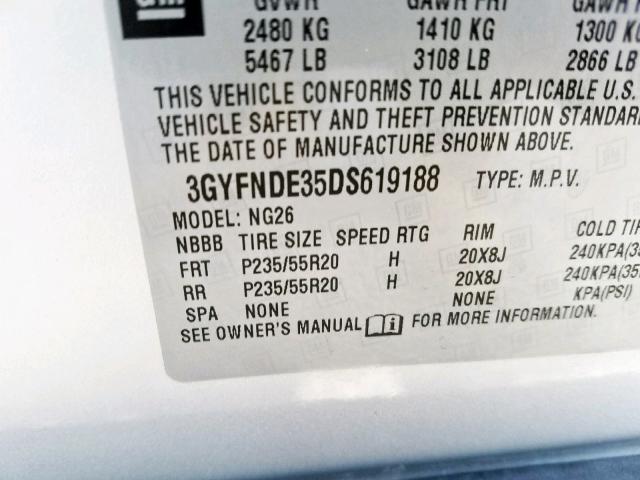 GM
GVWR GAWR FRT GAWR
2480 KG 1410 KG 1300 KG
5467 LB 3108 LB 2866 LB
THIS VEHICLE CONFORMS TO ALL APPLICABLE U.S.
VEHICLE SAFETY AND THEFT PREVENTION STANDAR
THE DATE OF MANUFACTURE SHOWN ABOVE.
3GYFNDE35DS619188 TYPE: M.P.V.
MODEL: NG26
NBBB TIRE SIZE SPEED RTG RIM COLD TI
FRT P235/55R20 H 20X8J 240KPA(35
RR P235/55R20 H 20X8J 240KPA(35
SPA NONE NONE KPA(PSI)
SEE OWNER'S MANUAL i FOR MORE INFORMATION.